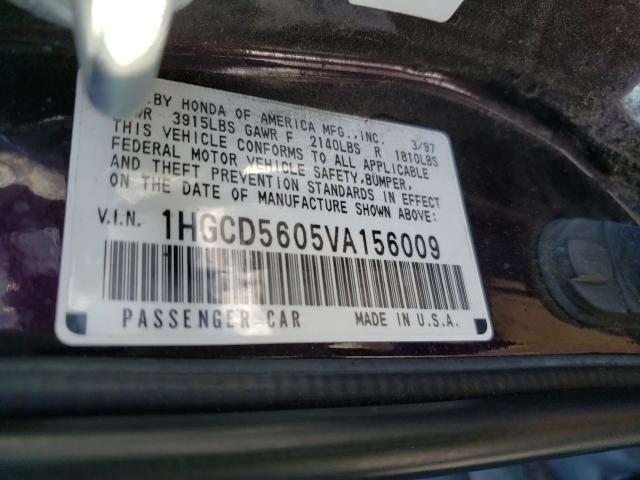 BY HONDA OF AMERICA MFG.,INC. 3/97
3915LBS GAWR F 2140LBS R 1810LBS
THIS VEHICLE CONFORMS TO ALL APPLICABLE
FEDERAL MOTOR VEHICLE SAFETY,BUMPER,
AND THEFT PREVENTION STANDARDS IN EFFECT
ON THE DATE OF MANUFACTURE SHOWN ABOVE:
V.I.N. 1HGCD5605VA156009
PASSENGER CAR MADE IN U.S.A.